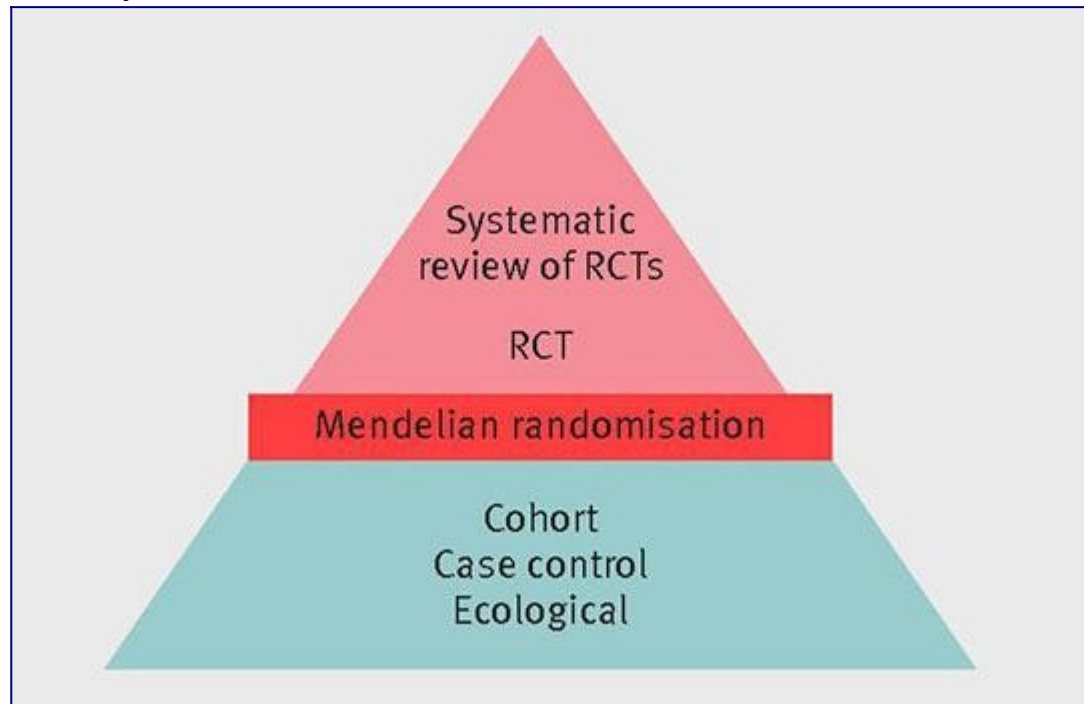 Systematic
review of RCTs
RCT
Mendelian randomisation
Cohort
Case control
Ecological